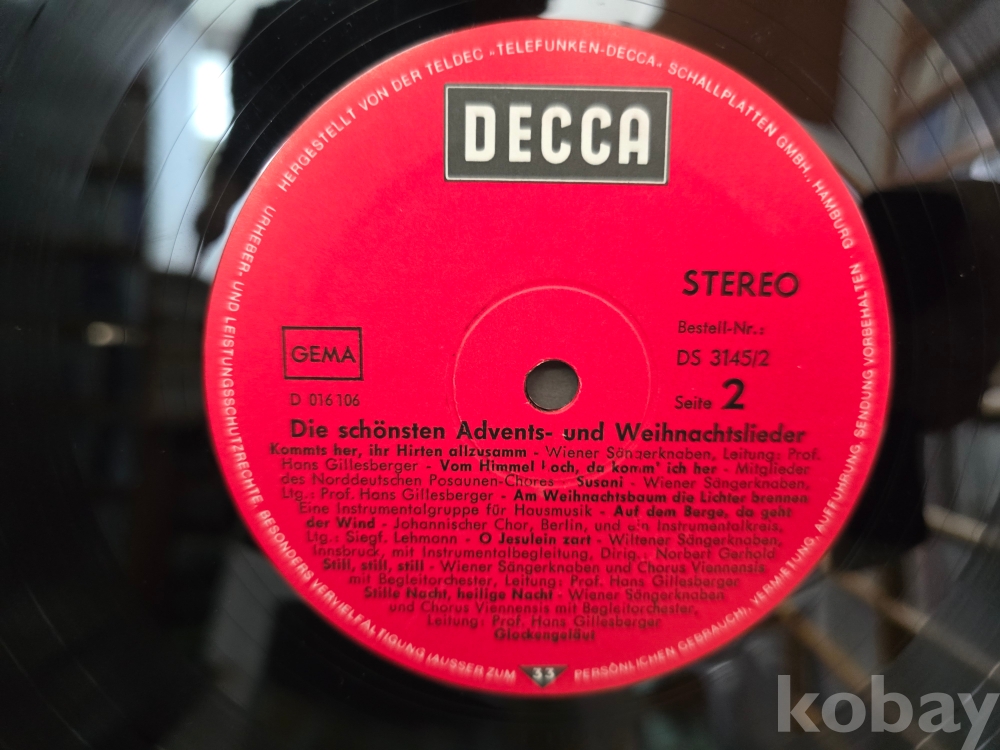 HERGESTELLT VON DER TELDEC »TELEFUNKEN-DECCA« SCHALLPLATTEN GMBH., HAMBURG ·
DECCA
STEREO
Bestell-Nr.:
GEMA
DS 3145/2
D 016106
Seite 2
Die schönsten Advents- und Weihnachtslieder
Kommts her, ihr Hirten allzusamm - Wiener Sängerknaben, Leitung: Prof.
Hans Gillesberger - Vom Himmel hoch, da komm' ich her - Mitglieder
des Norddeutschen Posaunen-Chores - Susani - Wiener Sängerknaben,
Ltg.: Prof. Hans Gillesberger - Am Weihnachtsbaum die Lichter brennen
Eine Instrumentalgruppe für Hausmusik - Auf dem Berge, da geht
der Wind - Johannischer Chor, Berlin, und ein Instrumentalkreis,
Ltg.: Siegf. Lehmann - O Jesulein zart - Wiltener Sängerknaben,
Innsbruck, mit Instrumentalbegleitung, Dirig.: Norbert Gerhold
Still, still, still - Wiener Sängerknaben und Chorus Viennensis
mit Begleitorchester, Leitung: Prof. Hans Gillesberger
Stille Nacht, heilige Nacht - Wiener Sängerknaben
und Chorus Viennensis mit Begleitorchester,
Leitung: Prof. Hans Gillesberger
Glockengeläut
URHEBER- UND LEISTUNGSSCHUTZRECHTE, BESONDERS VERVIELFÄLTIGUNG (AUSSER ZUM PERSÖNLICHEN GEBRAUCH), VERMIETUNG, AUFFÜHRUNG, SENDUNG VORBEHALTEN
33
kobay